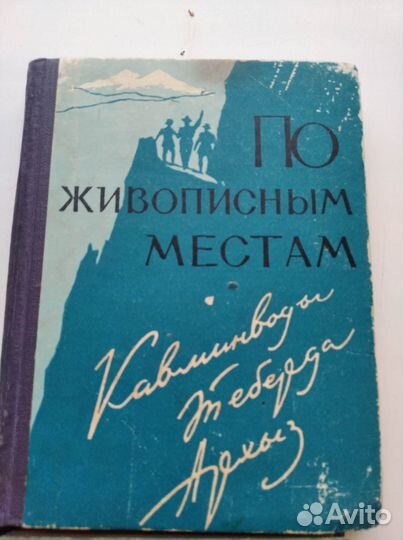 ПО
ЖИВОПИСНЫМ
МЕСТАМ
Кавминводы
Теберда
Архыз
Avito